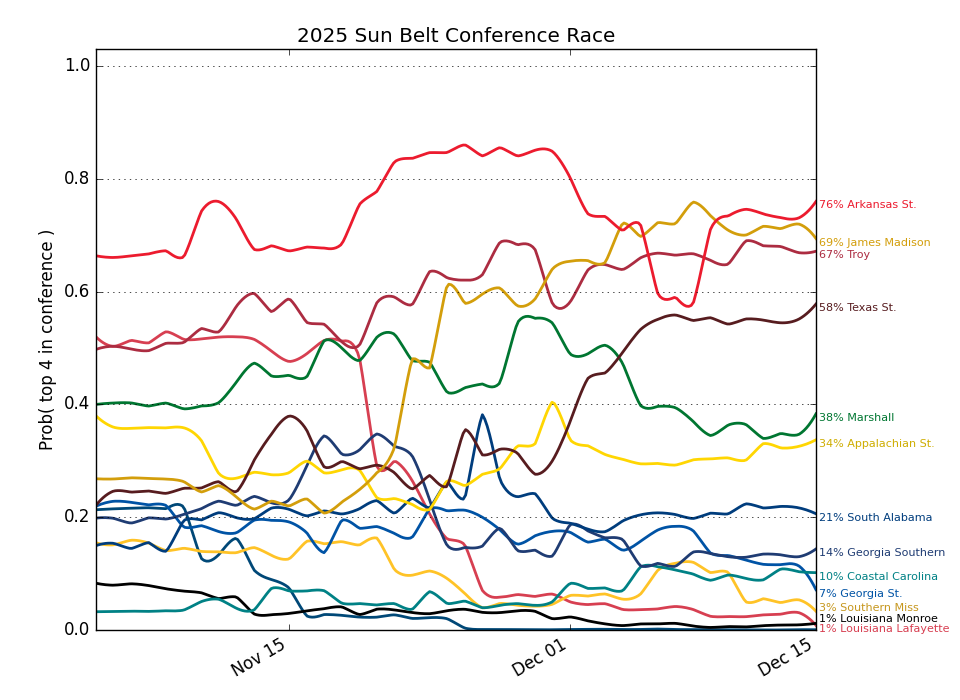 2025 Sun Belt Conference Race
Prob( top 4 in conference )
1.0
0.8
0.6
0.4
0.2
0.0
Nov 15
Dec 01
Dec 15
76% Arkansas St.
69% James Madison
67% Troy
58% Texas St.
38% Marshall
34% Appalachian St.
21% South Alabama
14% Georgia Southern
10% Coastal Carolina
7% Georgia St.
3% Southern Miss
1% Louisiana Monroe
1% Louisiana Lafayette